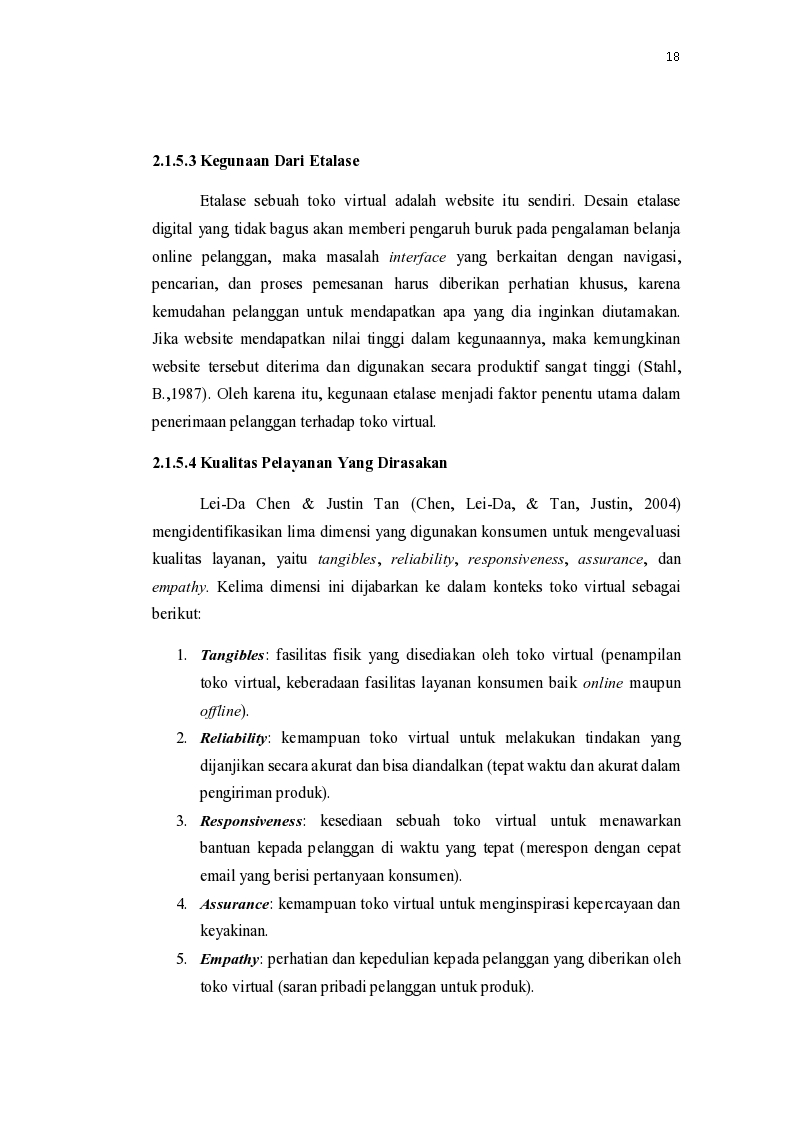 18
2.1.5.3 Kegunaan Dari Etalase
Etalase sebuah toko virtual adalah website itu sendiri. Desain etalase
digital yang tidak bagus akan memberi pengaruh buruk pada pengalaman belanja
online pelanggan, maka masalah interface yang berkaitan dengan navigasi,
pencarian, dan proses pemesanan harus diberikan perhatian khusus, karena
kemudahan pelanggan untuk mendapatkan apa yang dia inginkan diutamakan.
Jika website mendapatkan nilai tinggi dalam kegunaannya, maka kemungkinan
website tersebut diterima dan digunakan secara produktif sangat tinggi (Stahl,
B.,1987). Oleh karena itu, kegunaan etalase menjadi faktor penentu utama dalam
penerimaan pelanggan terhadap toko virtual.
2.1.5.4 Kualitas Pelayanan Yang Dirasakan
Lei-Da Chen & Justin Tan (Chen, Lei-Da, & Tan, Justin, 2004)
mengidentifikasikan lima dimensi yang digunakan konsumen untuk mengevaluasi
kualitas layanan, yaitu tangibles, reliability, responsiveness, assurance, dan
empathy. Kelima dimensi ini dijabarkan ke dalam konteks toko virtual sebagai
berikut:
1. Tangibles: fasilitas fisik yang disediakan oleh toko virtual (penampilan
toko virtual, keberadaan fasilitas layanan konsumen baik online maupun
offline).
2. Reliability: kemampuan toko virtual untuk melakukan tindakan yang
dijanjikan secara akurat dan bisa diandalkan (tepat waktu dan akurat dalam
pengiriman produk).
3. Responsiveness: kesediaan sebuah toko virtual untuk menawarkan
bantuan kepada pelanggan di waktu yang tepat (merespon dengan cepat
email yang berisi pertanyaan konsumen).
4. Assurance: kemampuan toko virtual untuk menginspirasi kepercayaan dan
keyakinan.
5. Empathy: perhatian dan kepedulian kepada pelanggan yang diberikan oleh
toko virtual (saran pribadi pelanggan untuk produk).